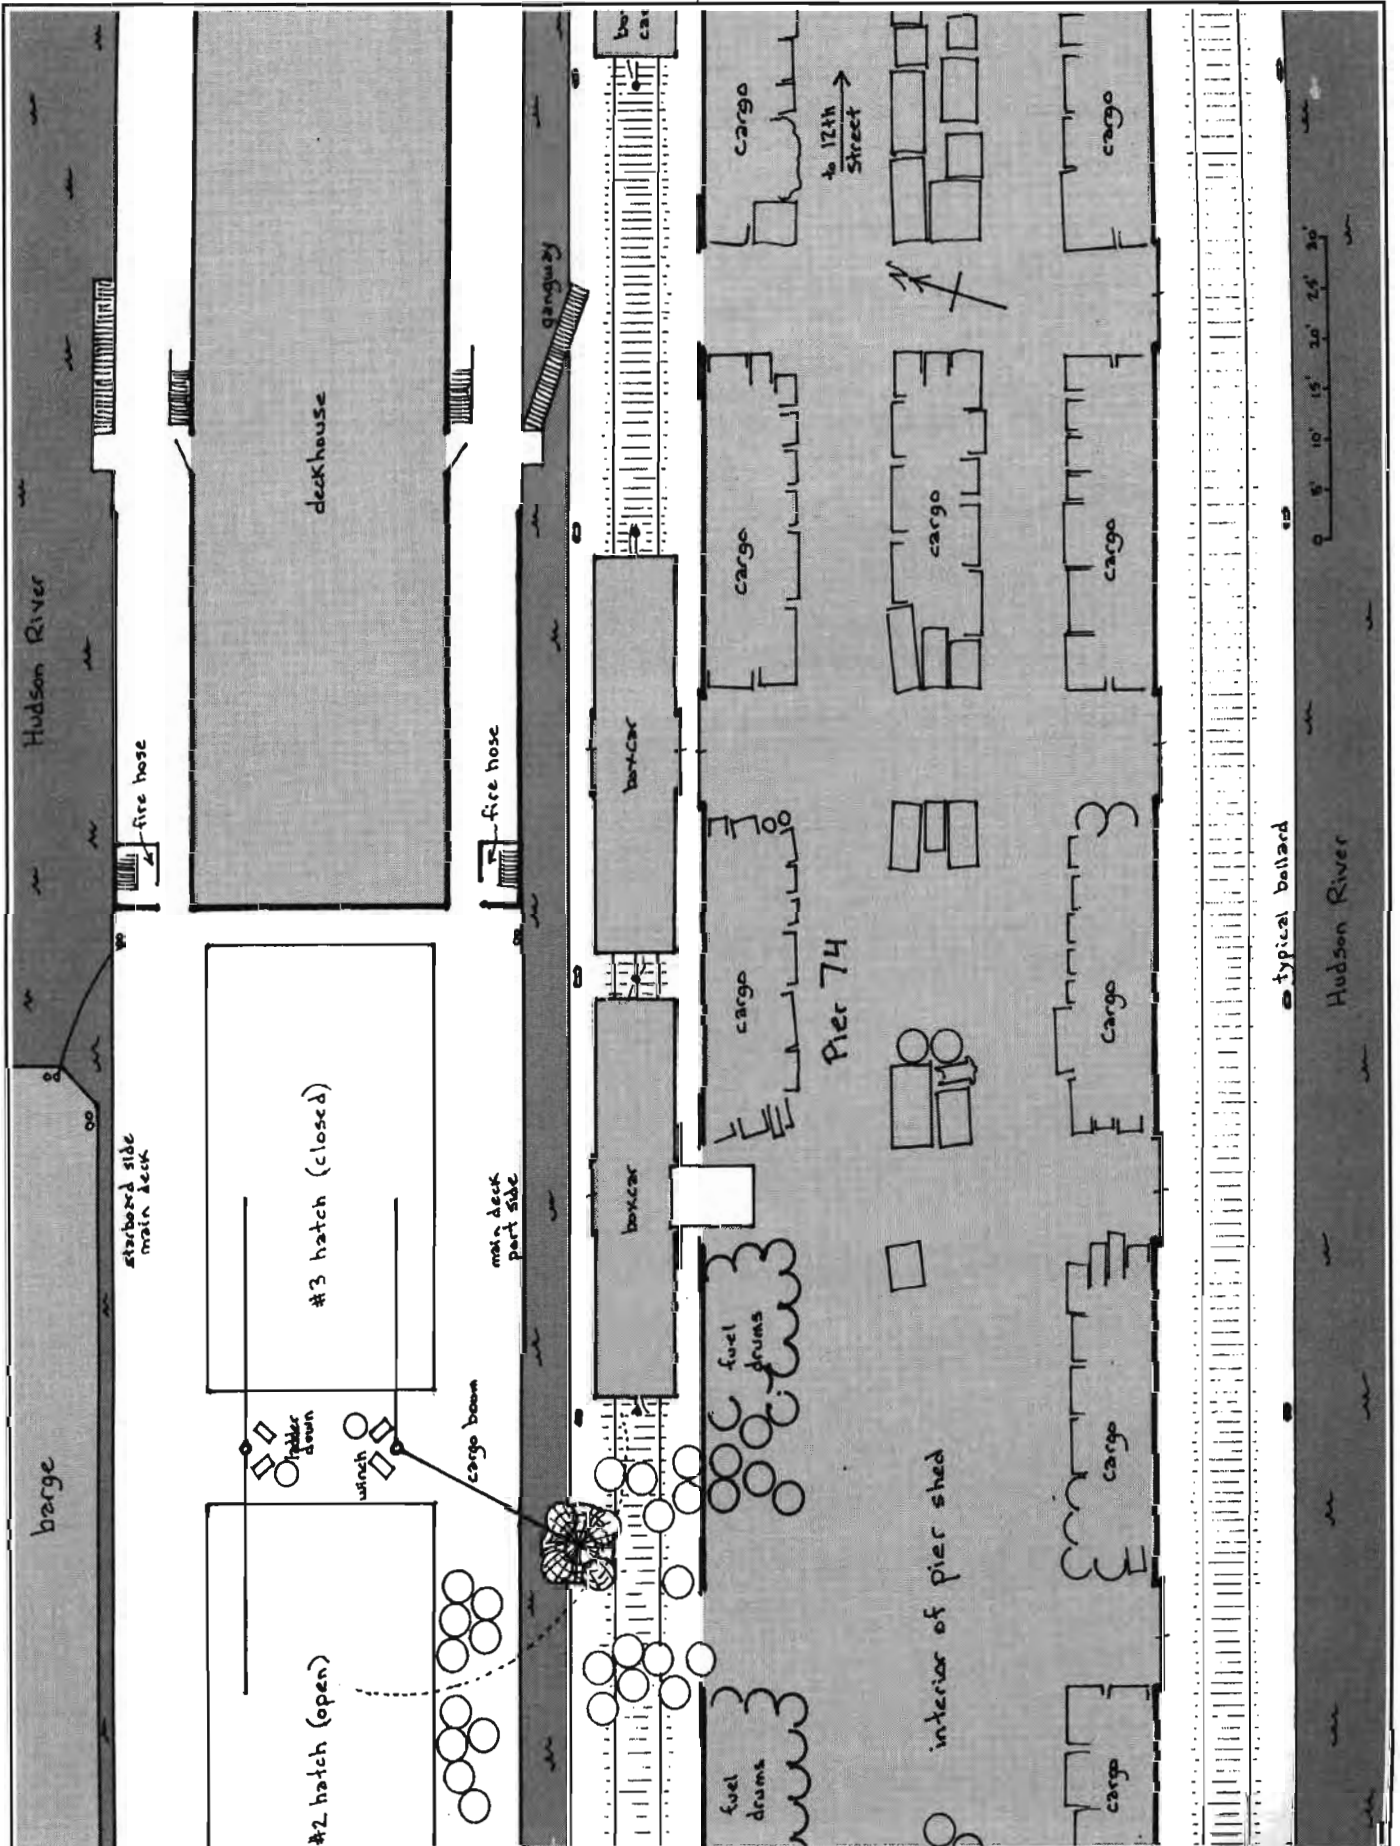 bo-
ca-
cargo
to 12th
Street
cargo
gangway
N
30'
25'
20'
15'
10'
5'
0
deckhouse
cargo
cargo
cargo
Hudson River
fire hose
fire hose
boxcar
typical bollard
Hudson River
cargo
Pier 74
cargo
starboard side
main deck
#3 hatch (closed)
main deck
port side
boxcar
fuel
drums
ladder
down
winch
cargo boom
cargo
barge
interior of pier shed
#2 hatch (open)
fuel
drums
cargo